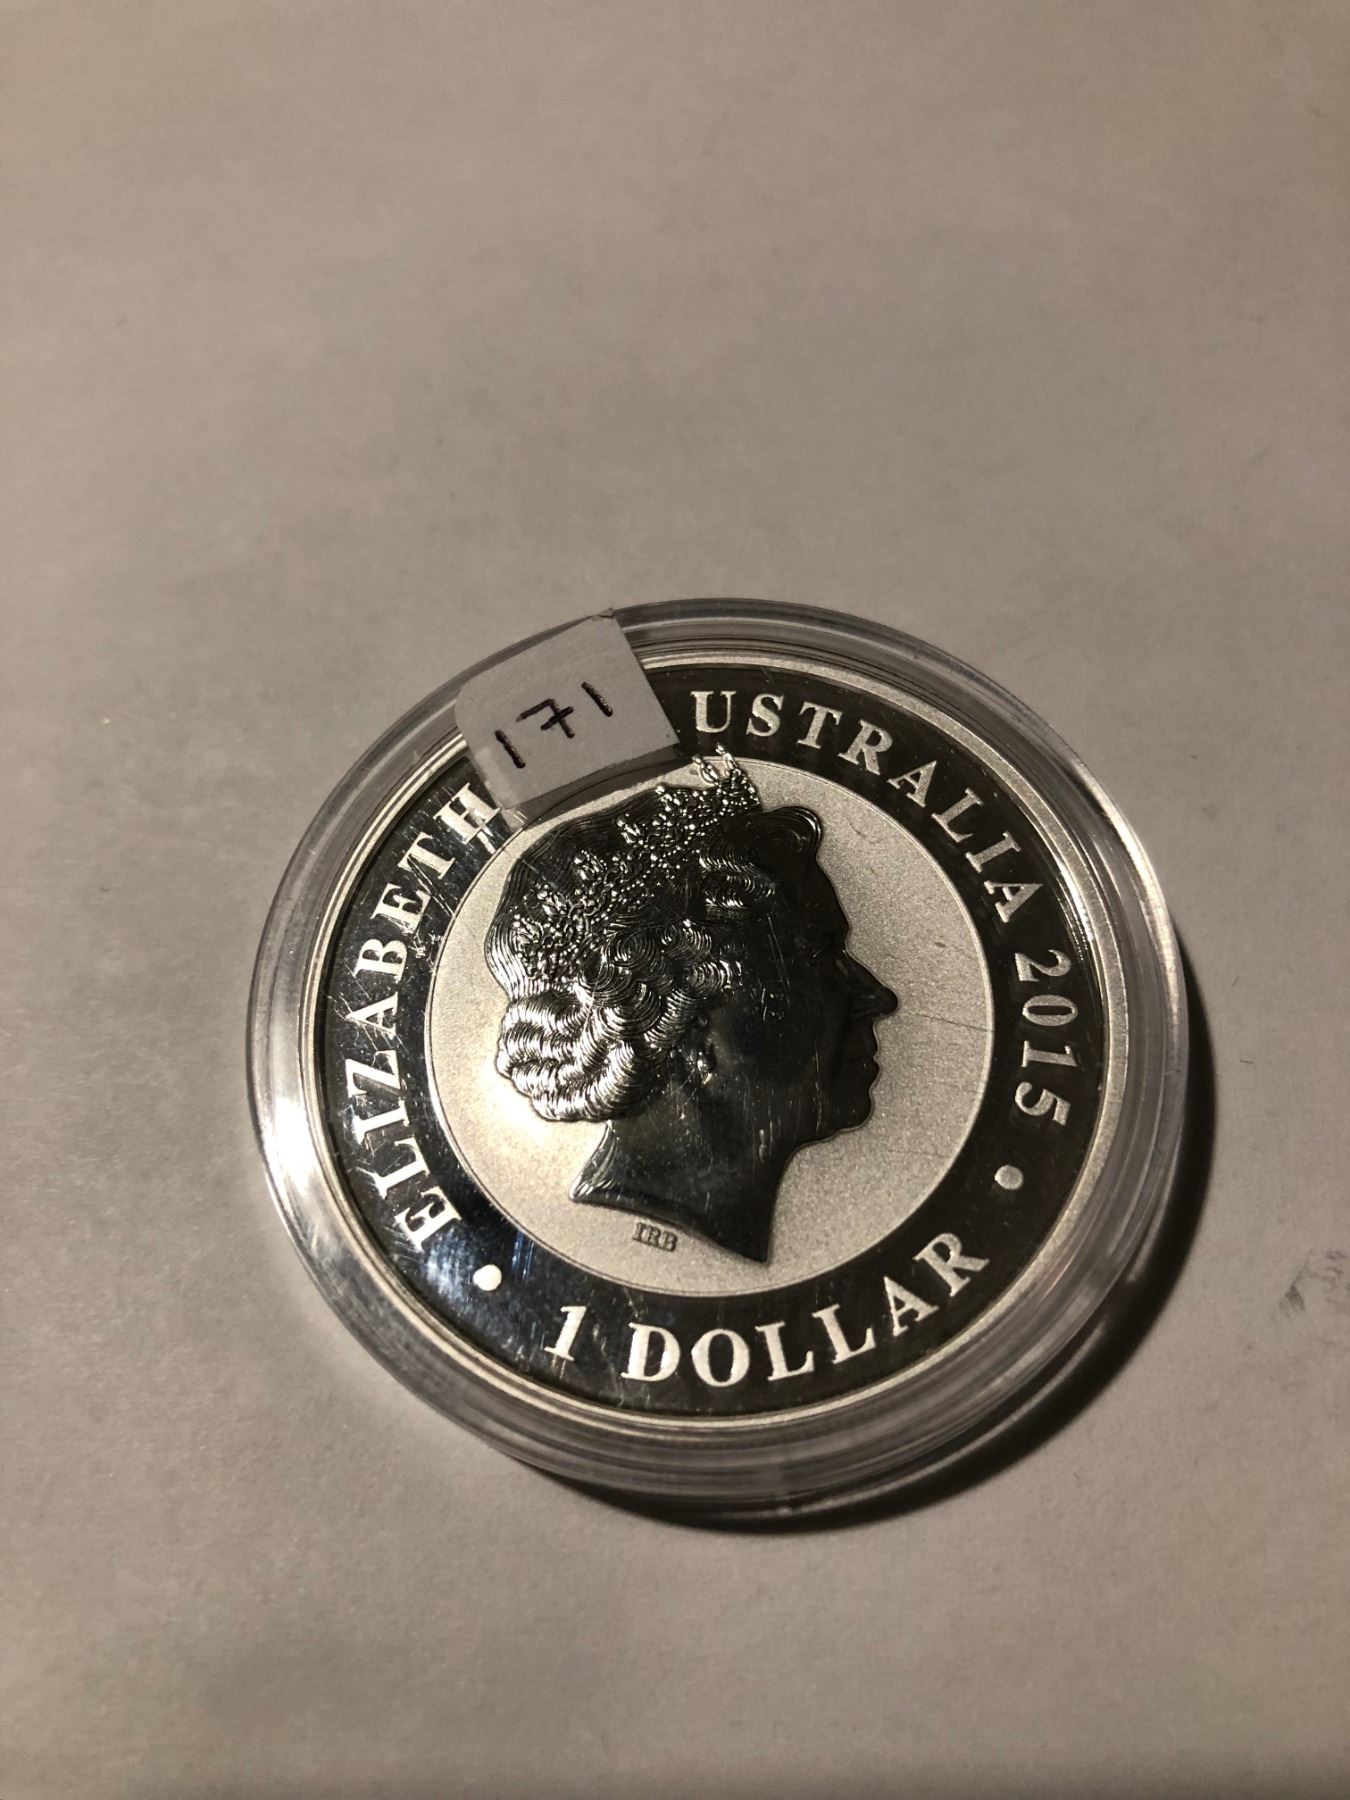 171
ELIZABETH
USTRALIA 2015
1 DOLLAR
IRB